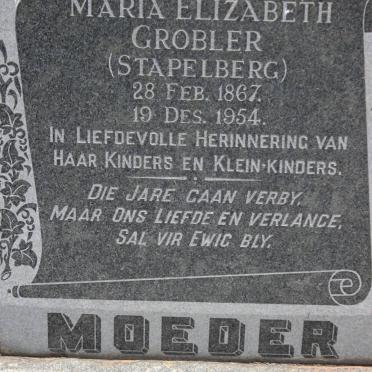 MARIA ELIZABETH
GROBLER
(STAPELBERG)
28 FEB. 1867.
19 DES. 1954.
IN LIEFDEVOLLE HERINNERING VAN
HAAR KINDERS EN KLEIN-KINDERS.
DIE JARE GAAN VERBY,
MAAR ONS LIEFDE EN VERLANGE,
SAL VIR EWIG BLY.
MOEDER